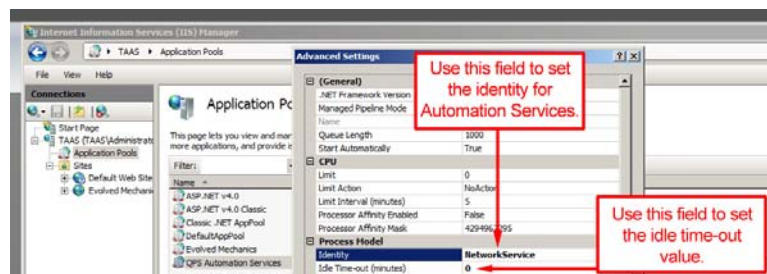 Internet Information Services (IIS) Manager
TAAS
Application Pools
File View Help
Connections
Start Page
TAAS (TAAS\Administrato
Application Pools
Sites
Default Web Site
Evolved Mechani
Application Po
This page lets you view and man
more applications, and provide is
Filter:
Name
ASP.NET v4.0
ASP.NET v4.0 Classic
Classic .NET AppPool
DefaultAppPool
Evolved Mechanics
QPS Automation Services
Advanced Settings
(General)
.NET Framework Version
Managed Pipeline Mode
Name
Queue Length 1000
Start Automatically True
CPU
Limit 0
Limit Action NoAction
Limit Interval (minutes) 5
Processor Affinity Enabled False
Processor Affinity Mask 4294967295
Process Model
Identity NetworkService
Idle Time-out (minutes) 0
Use this field to set
the identity for
Automation Services.
Use this field to set
the idle time-out
value.